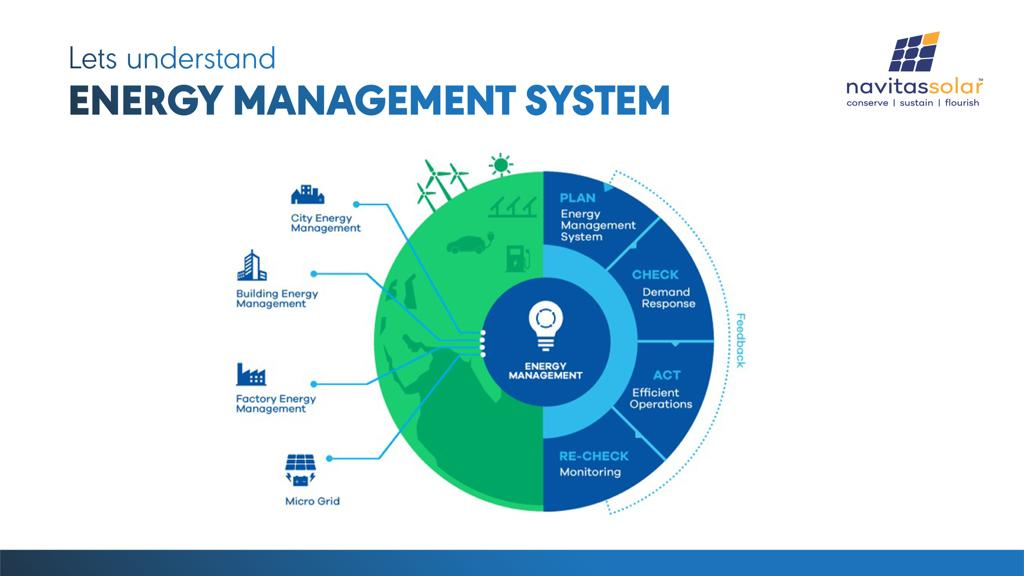 Lets understand
ENERGY MANAGEMENT SYSTEM
navitassolar™
conserve | sustain | flourish
City Energy
Management
Building Energy
Management
Factory Energy
Management
Micro Grid
ENERGY
MANAGEMENT
PLAN
Energy
Management
System
CHECK
Demand
Response
ACT
Efficient
Operations
RE-CHECK
Monitoring
Feedback